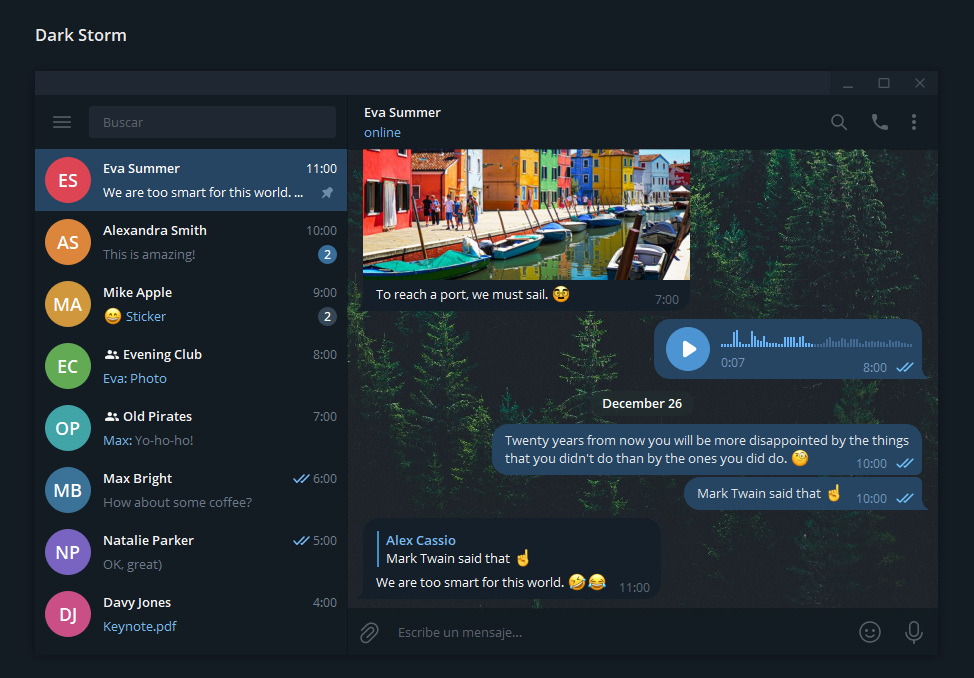 Dark Storm
Buscar
ES
Eva Summer 11:00
We are too smart for this world. ...
AS
Alexandra Smith 10:00
This is amazing! 2
MA
Mike Apple 9:00
😄 Sticker 2
EC
Evening Club 8:00
Eva: Photo
OP
Old Pirates 7:00
Max: Yo-ho-ho!
MB
Max Bright 6:00
How about some coffee?
NP
Natalie Parker 5:00
OK, great)
DJ
Davy Jones 4:00
Keynote.pdf
Eva Summer
online
To reach a port, we must sail. 🥸 7:00
0:07 8:00
December 26
Twenty years from now you will be more disappointed by the things
that you didn't do than by the ones you did do. 🧐 10:00
Mark Twain said that ☝️ 10:00
Alex Cassio
Mark Twain said that ☝️
We are too smart for this world. 🤣😂 11:00
Escribe un mensaje...